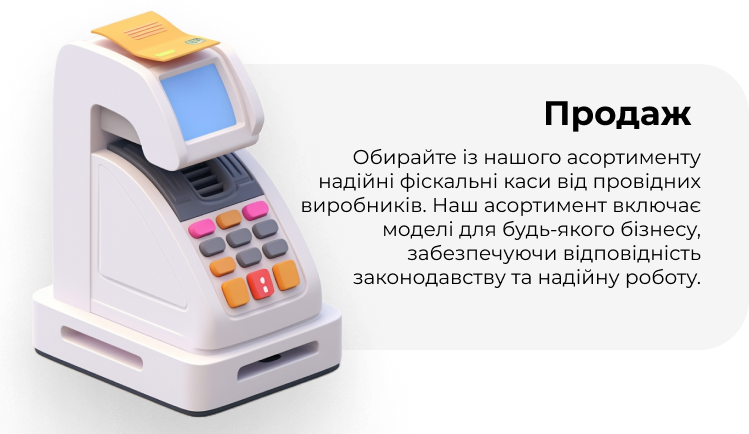 Продаж
Обирайте із нашого асортименту
надійні фіскальні каси від провідних
виробників. Наш асортимент включає
моделі для будь-якого бізнесу,
забезпечуючи відповідність
законодавству та надійну роботу.